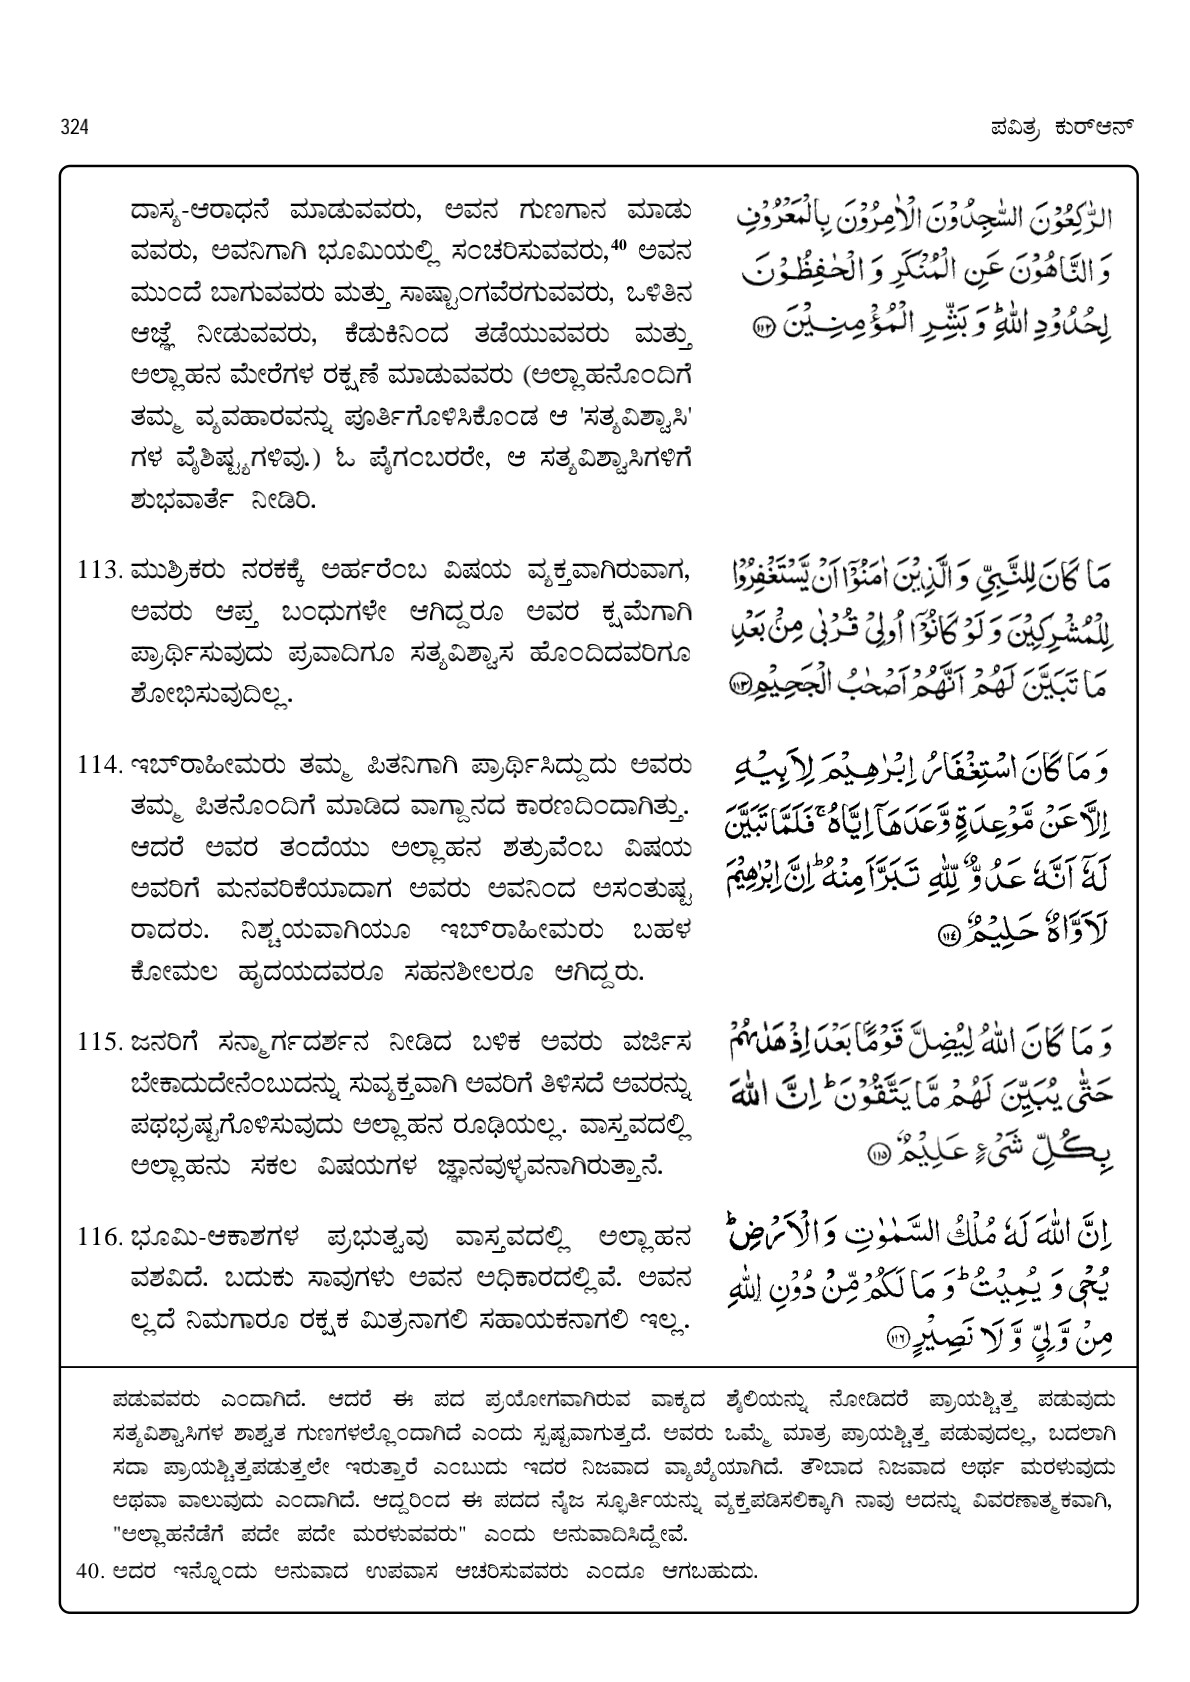 324
ಪವಿತ್ರ ಕುರ್‌ಆನ್
ದಾಸ್ಯ-ಆರಾಧನೆ ಮಾಡುವವರು, ಅವನ ಗುಣಗಾನ ಮಾಡು
ವವರು, ಅವನಿಗಾಗಿ ಭೂಮಿಯಲ್ಲಿ ಸಂಚರಿಸುವವರು,⁴⁰ ಅವನ
ಮುಂದೆ ಬಾಗುವವರು ಮತ್ತು ಸಾಷ್ಟಾಂಗವೆರಗುವವರು, ಒಳಿತಿನ
ಆಜ್ಞೆ ನೀಡುವವರು, ಕೆಡುಕಿನಿಂದ ತಡೆಯುವವರು ಮತ್ತು
ಅಲ್ಲಾಹನ ಮೇರೆಗಳ ರಕ್ಷಣೆ ಮಾಡುವವರು (ಅಲ್ಲಾಹನೊಂದಿಗೆ
ತಮ್ಮ ವ್ಯವಹಾರವನ್ನು ಪೂರ್ತಿಗೊಳಿಸಿಕೊಂಡ ಆ 'ಸತ್ಯವಿಶ್ವಾಸಿ'
ಗಳ ವೈಶಿಷ್ಟ್ಯಗಳಿವು.) ಓ ಪೈಗಂಬರರೇ, ಆ ಸತ್ಯವಿಶ್ವಾಸಿಗಳಿಗೆ
ಶುಭವಾರ್ತೆ ನೀಡಿರಿ.
الرّٰكِعُوْنَ السّٰجِدُوْنَ الْاٰمِرُوْنَ بِالْمَعْرُوْفِ
وَ النَّاهُوْنَ عَنِ الْمُنْكَرِ وَ الْحٰفِظُوْنَ
لِحُدُوْدِ اللّٰهِؕ وَ بَشِّرِ الْمُؤْمِنِيْنَ ۝۱۱۲
113. ಮುಶ್ರಿಕರು ನರಕಕ್ಕೆ ಅರ್ಹರೆಂಬ ವಿಷಯ ವ್ಯಕ್ತವಾಗಿರುವಾಗ,
ಅವರು ಆಪ್ತ ಬಂಧುಗಳೇ ಆಗಿದ್ದರೂ ಅವರ ಕ್ಷಮೆಗಾಗಿ
ಪ್ರಾರ್ಥಿಸುವುದು ಪ್ರವಾದಿಗೂ ಸತ್ಯವಿಶ್ವಾಸ ಹೊಂದಿದವರಿಗೂ
ಶೋಭಿಸುವುದಿಲ್ಲ.
مَا كَانَ لِلنَّبِيِّ وَ الَّذِيْنَ اٰمَنُوْۤا اَنْ يَّسْتَغْفِرُوْا
لِلْمُشْرِكِيْنَ وَ لَوْ كَانُوْۤا اُولِيْ قُرْبٰى مِنْۢ بَعْدِ
مَا تَبَيَّنَ لَهُمْ اَنَّهُمْ اَصْحٰبُ الْجَحِيْمِ ۝۱۱۳
114. ಇಬ್‌ರಾಹೀಮರು ತಮ್ಮ ಪಿತನಿಗಾಗಿ ಪ್ರಾರ್ಥಿಸಿದ್ದುದು ಅವರು
ತಮ್ಮ ಪಿತನೊಂದಿಗೆ ಮಾಡಿದ ವಾಗ್ದಾನದ ಕಾರಣದಿಂದಾಗಿತ್ತು.
ಆದರೆ ಅವರ ತಂದೆಯು ಅಲ್ಲಾಹನ ಶತ್ರುವೆಂಬ ವಿಷಯ
ಅವರಿಗೆ ಮನವರಿಕೆಯಾದಾಗ ಅವರು ಅವನಿಂದ ಅಸಂತುಷ್ಟ
ರಾದರು. ನಿಶ್ಚಯವಾಗಿಯೂ ಇಬ್‌ರಾಹೀಮರು ಬಹಳ
ಕೋಮಲ ಹೃದಯದವರೂ ಸಹನಶೀಲರೂ ಆಗಿದ್ದರು.
وَ مَا كَانَ اسْتِغْفَارُ اِبْرٰهِيْمَ لِاَبِيْهِ
اِلَّا عَنْ مَّوْعِدَةٍ وَّعَدَهَاۤ اِيَّاهُ ۚ فَلَمَّا تَبَيَّنَ
لَهٗۤ اَنَّهٗ عَدُوٌّ لِّلّٰهِ تَبَرَّاَ مِنْهُ ؕ اِنَّ اِبْرٰهِيْمَ
لَاَوَّاهٌ حَلِيْمٌ ۝۱۱٤
115. ಜನರಿಗೆ ಸನ್ಮಾರ್ಗದರ್ಶನ ನೀಡಿದ ಬಳಿಕ ಅವರು ವರ್ಜಿಸ
ಬೇಕಾದುದೇನೆಂಬುದನ್ನು ಸುವ್ಯಕ್ತವಾಗಿ ಅವರಿಗೆ ತಿಳಿಸದೆ ಅವರನ್ನು
ಪಥಭ್ರಷ್ಟಗೊಳಿಸುವುದು ಅಲ್ಲಾಹನ ರೂಢಿಯಲ್ಲ. ವಾಸ್ತವದಲ್ಲಿ
ಅಲ್ಲಾಹನು ಸಕಲ ವಿಷಯಗಳ ಜ್ಞಾನವುಳ್ಳವನಾಗಿರುತ್ತಾನೆ.
وَ مَا كَانَ اللّٰهُ لِيُضِلَّ قَوْمًۢا بَعْدَ اِذْ هَدٰىهُمْ
حَتّٰى يُبَيِّنَ لَهُمْ مَّا يَتَّقُوْنَ ؕ اِنَّ اللّٰهَ
بِكُلِّ شَيْءٍ عَلِيْمٌ ۝۱۱۵
116. ಭೂಮಿ-ಆಕಾಶಗಳ ಪ್ರಭುತ್ವವು ವಾಸ್ತವದಲ್ಲಿ ಅಲ್ಲಾಹನ
ವಶವಿದೆ. ಬದುಕು ಸಾವುಗಳು ಅವನ ಅಧಿಕಾರದಲ್ಲಿವೆ. ಅವನ
ಲ್ಲದೆ ನಿಮಗಾರೂ ರಕ್ಷಕ ಮಿತ್ರನಾಗಲಿ ಸಹಾಯಕನಾಗಲಿ ಇಲ್ಲ.
اِنَّ اللّٰهَ لَهٗ مُلْكُ السَّمٰوٰتِ وَ الْاَرْضِ ؕ
يُحْيٖ وَ يُمِيْتُ ؕ وَ مَا لَكُمْ مِّنْ دُوْنِ اللّٰهِ
مِنْ وَّلِيٍّ وَّ لَا نَصِيْرٍ ۝۱۱٦
ಪಡುವವರು ಎಂದಾಗಿದೆ. ಆದರೆ ಈ ಪದ ಪ್ರಯೋಗವಾಗಿರುವ ವಾಕ್ಯದ ಶೈಲಿಯನ್ನು ನೋಡಿದರೆ ಪ್ರಾಯಶ್ಚಿತ್ತ ಪಡುವುದು
ಸತ್ಯವಿಶ್ವಾಸಿಗಳ ಶಾಶ್ವತ ಗುಣಗಳಲ್ಲೊಂದಾಗಿದೆ ಎಂದು ಸ್ಪಷ್ಟವಾಗುತ್ತದೆ. ಅವರು ಒಮ್ಮೆ ಮಾತ್ರ ಪ್ರಾಯಶ್ಚಿತ್ತ ಪಡುವುದಲ್ಲ, ಬದಲಾಗಿ
ಸದಾ ಪ್ರಾಯಶ್ಚಿತ್ತಪಡುತ್ತಲೇ ಇರುತ್ತಾರೆ ಎಂಬುದು ಇದರ ನಿಜವಾದ ವ್ಯಾಖ್ಯೆಯಾಗಿದೆ. ತೌಬಾದ ನಿಜವಾದ ಅರ್ಥ ಮರಳುವುದು
ಅಥವಾ ವಾಲುವುದು ಎಂದಾಗಿದೆ. ಆದ್ದರಿಂದ ಈ ಪದದ ನೈಜ ಸ್ಫೂರ್ತಿಯನ್ನು ವ್ಯಕ್ತಪಡಿಸಲಿಕ್ಕಾಗಿ ನಾವು ಅದನ್ನು ವಿವರಣಾತ್ಮಕವಾಗಿ,
"ಅಲ್ಲಾಹನೆಡೆಗೆ ಪದೇ ಪದೇ ಮರಳುವವರು" ಎಂದು ಅನುವಾದಿಸಿದ್ದೇವೆ.
40. ಅದರ ಇನ್ನೊಂದು ಅನುವಾದ ಉಪವಾಸ ಆಚರಿಸುವವರು ಎಂದೂ ಆಗಬಹುದು.